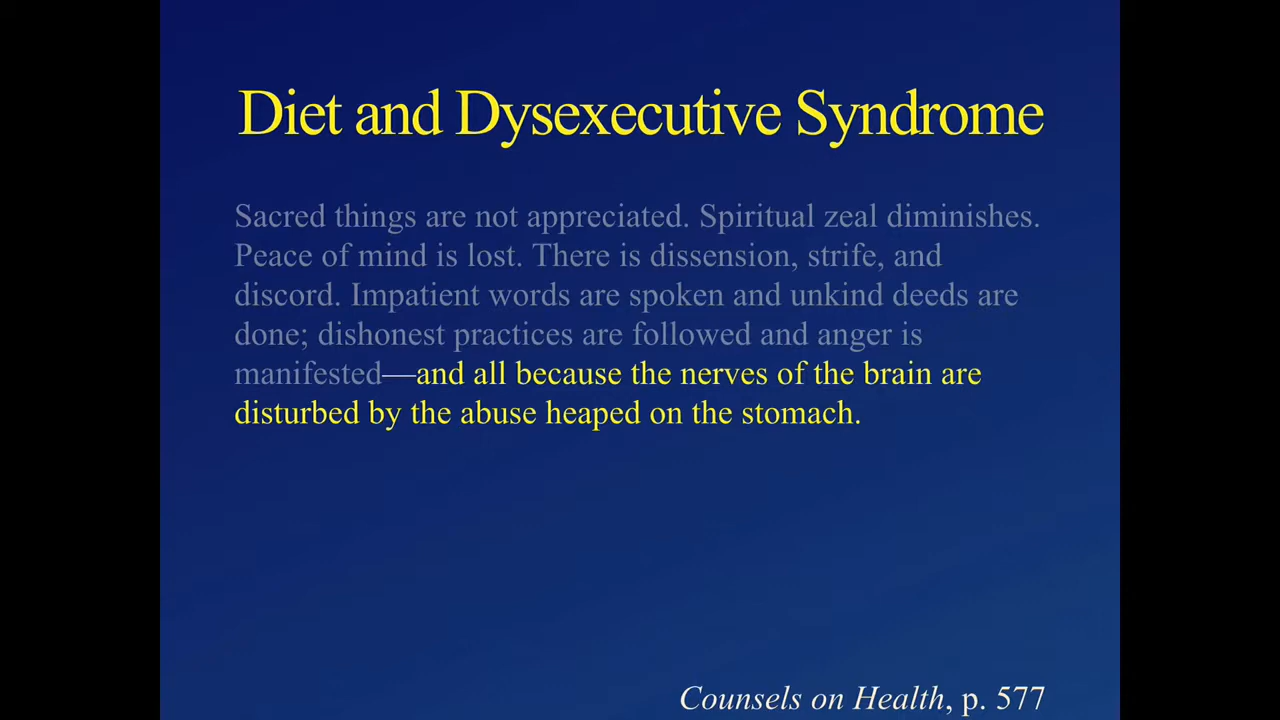 Diet and Dysexecutive Syndrome
Sacred things are not appreciated. Spiritual zeal diminishes.
Peace of mind is lost. There is dissension, strife, and
discord. Impatient words are spoken and unkind deeds are
done; dishonest practices are followed and anger is
manifested—and all because the nerves of the brain are
disturbed by the abuse heaped on the stomach.
Counsels on Health, p. 577